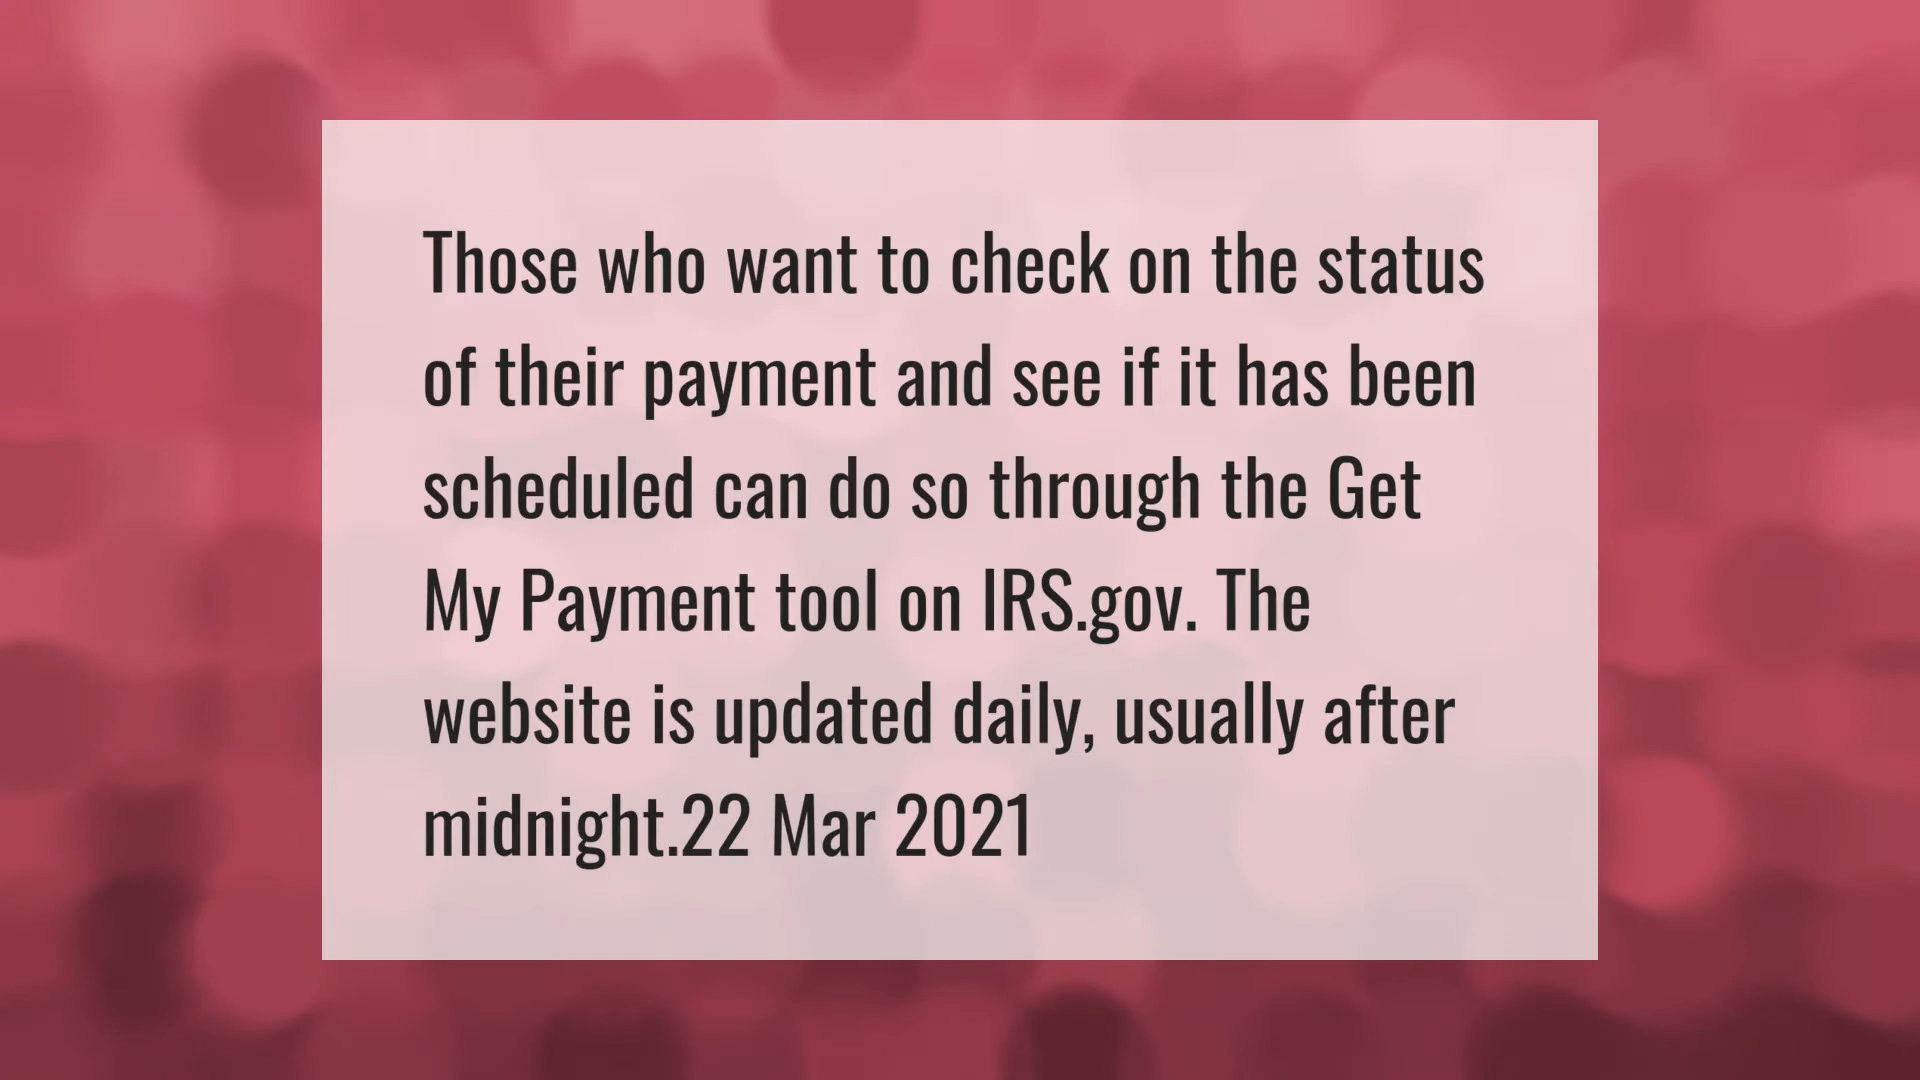 Those who want to check on the status
of their payment and see if it has been
scheduled can do so through the Get
My Payment tool on IRS.gov. The
website is updated daily, usually after
midnight.22 Mar 2021